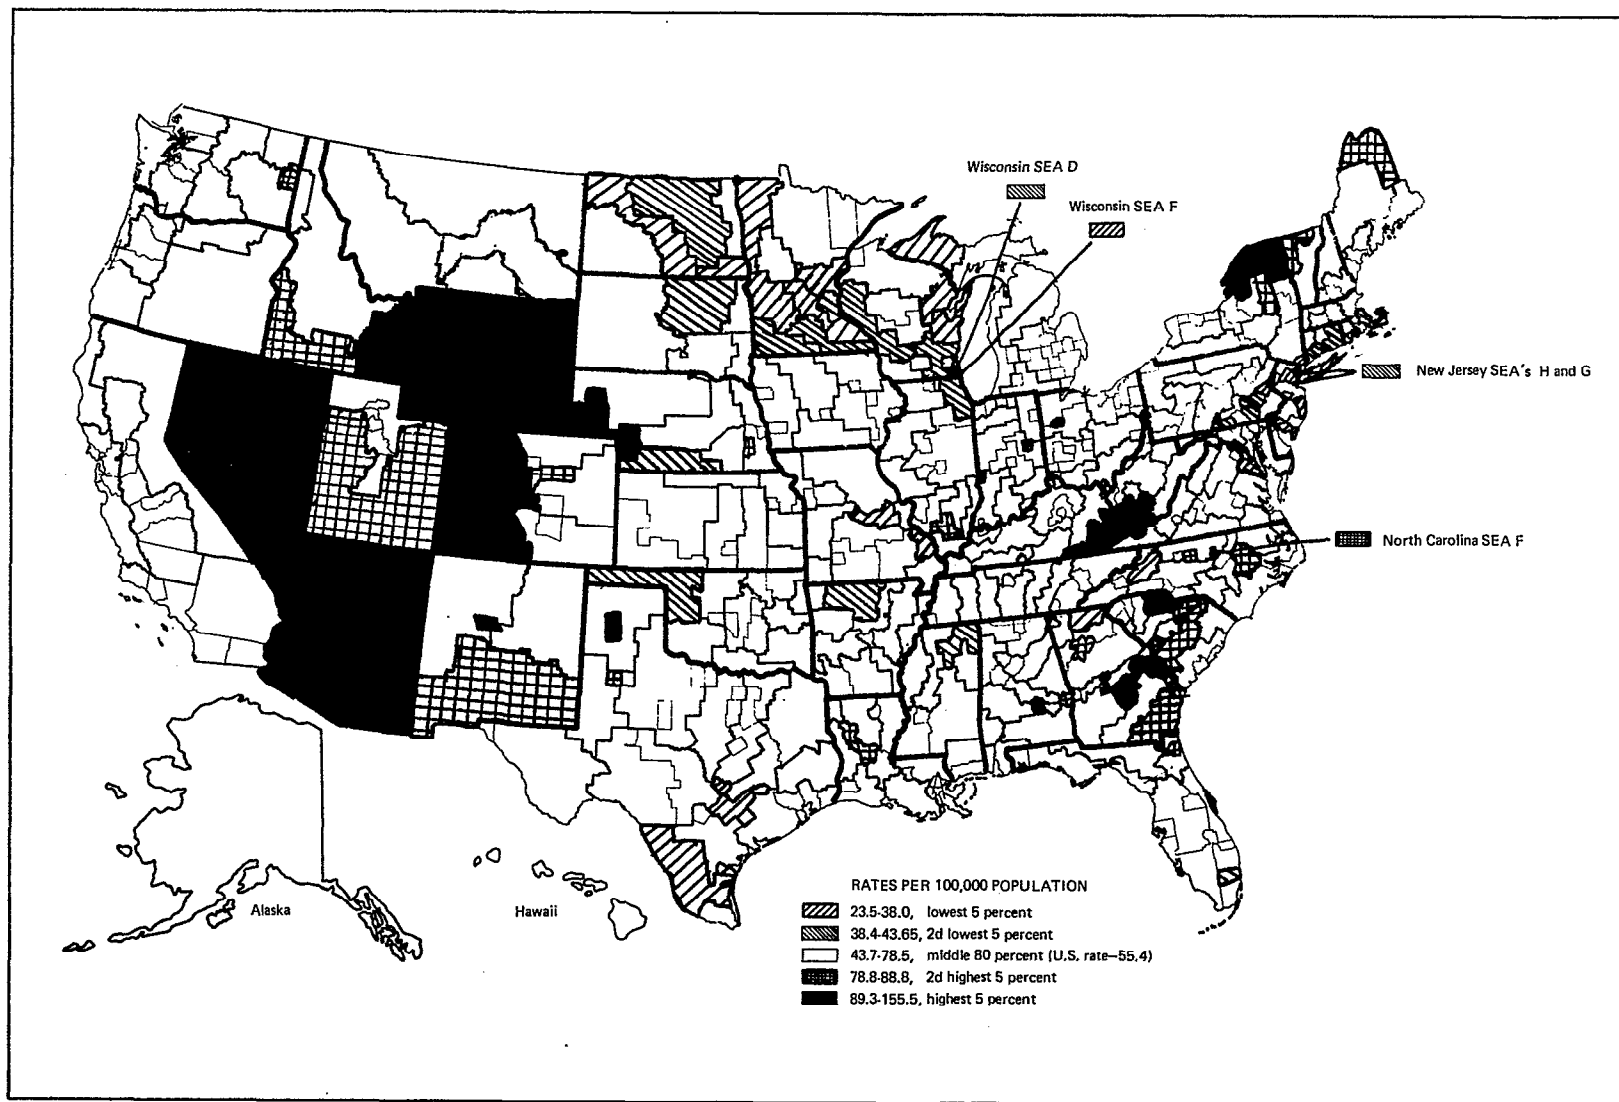 Wisconsin SEA D
Wisconsin SEA F
New Jersey SEA's H and G
North Carolina SEA F
Alaska
Hawaii
RATES PER 100,000 POPULATION
23.5-38.0, lowest 5 percent
38.4-43.65, 2d lowest 5 percent
43.7-78.5, middle 80 percent (U.S. rate—55.4)
78.8-88.8, 2d highest 5 percent
89.3-155.5, highest 5 percent